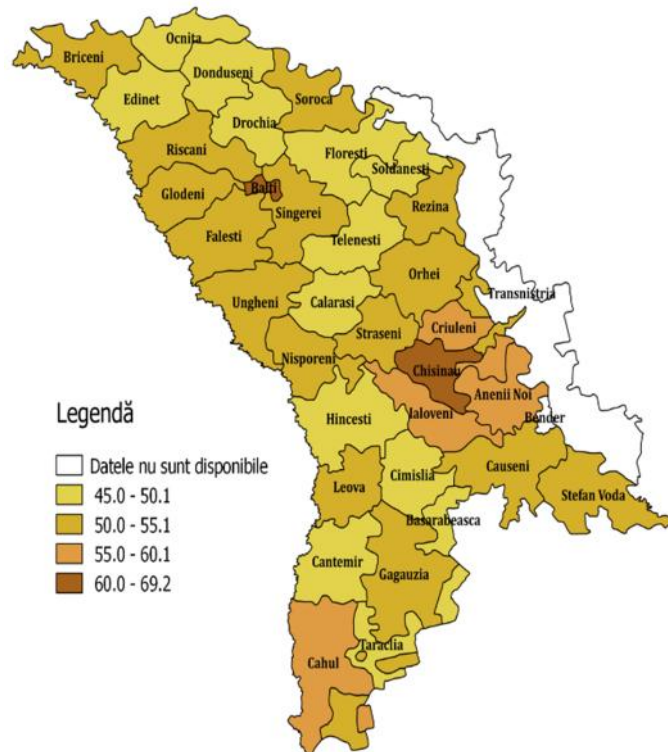 Ocnita
Briceni
Donduseni
Edinet
Soroca
Drochia
Riscani
Floresti
Soldanesti
Balti
Glodeni
Singerei
Rezina
Falesti
Telenesti
Orhei
Transnistria
Ungheni
Calarasi
Criuleni
Straseni
Nisporeni
Chisinau
Anenii Noi
Ialoveni
Bender
Hincesti
Causeni
Cimislia
Leova
Stefan Voda
Basarabeasca
Cantemir
Gagauzia
Taraclia
Cahul
Legendă
Datele nu sunt disponibile
45.0 - 50.1
50.0 - 55.1
55.0 - 60.1
60.0 - 69.2